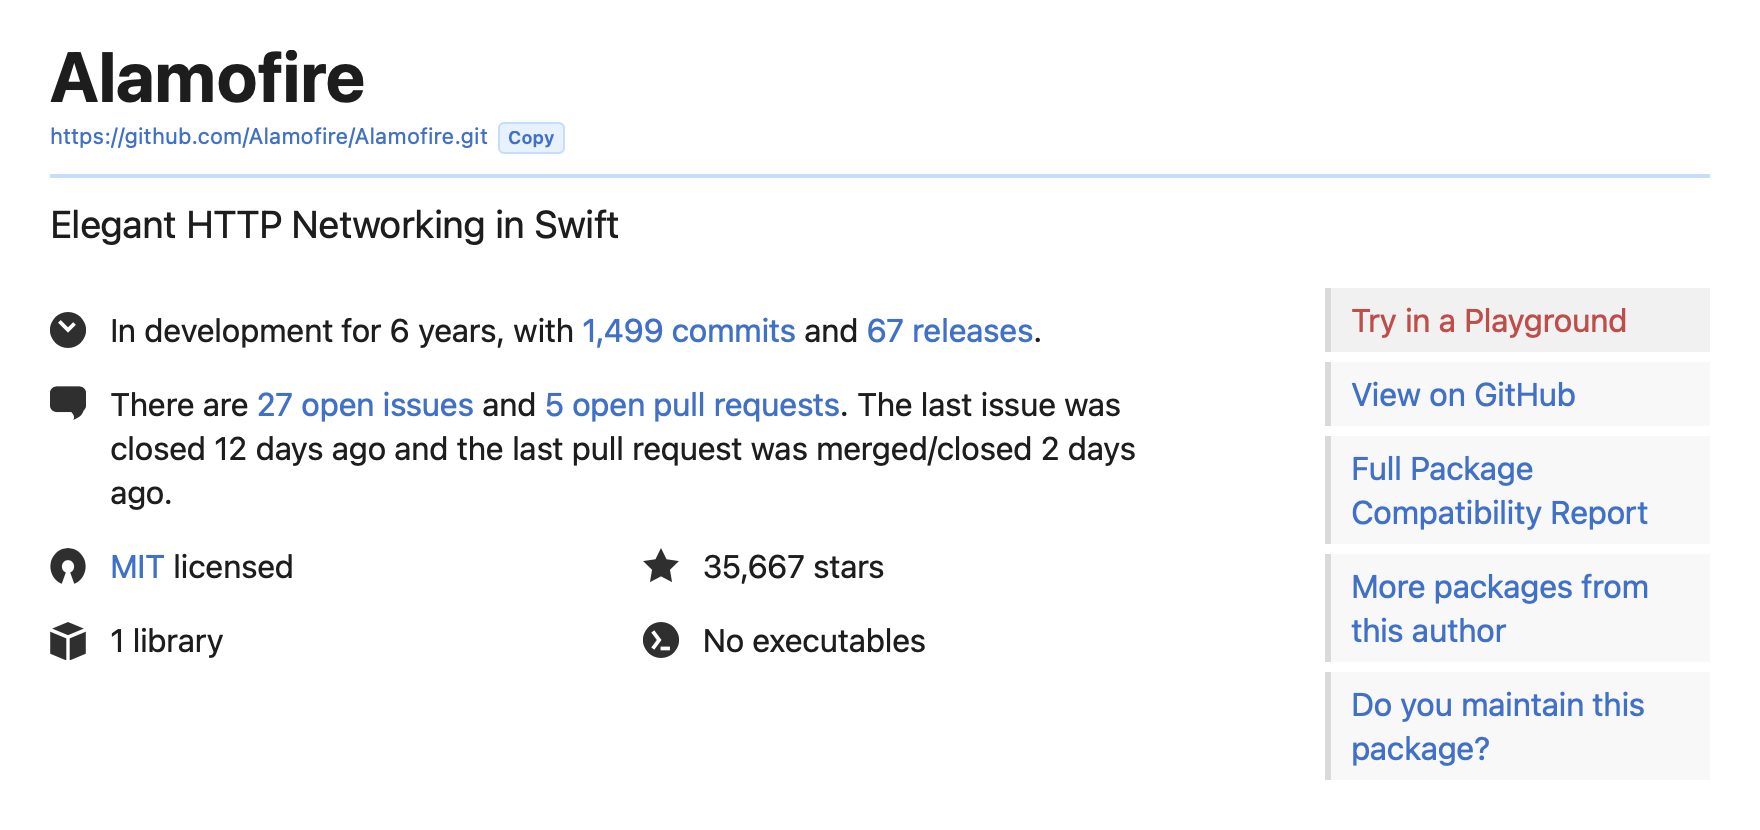 Alamofire
https://github.com/Alamofire/Alamofire.git Copy
Elegant HTTP Networking in Swift
In development for 6 years, with 1,499 commits and 67 releases.
There are 27 open issues and 5 open pull requests. The last issue was
closed 12 days ago and the last pull request was merged/closed 2 days
ago.
MIT licensed
35,667 stars
1 library
No executables
Try in a Playground
View on GitHub
Full Package
Compatibility Report
More packages from
this author
Do you maintain this
package?